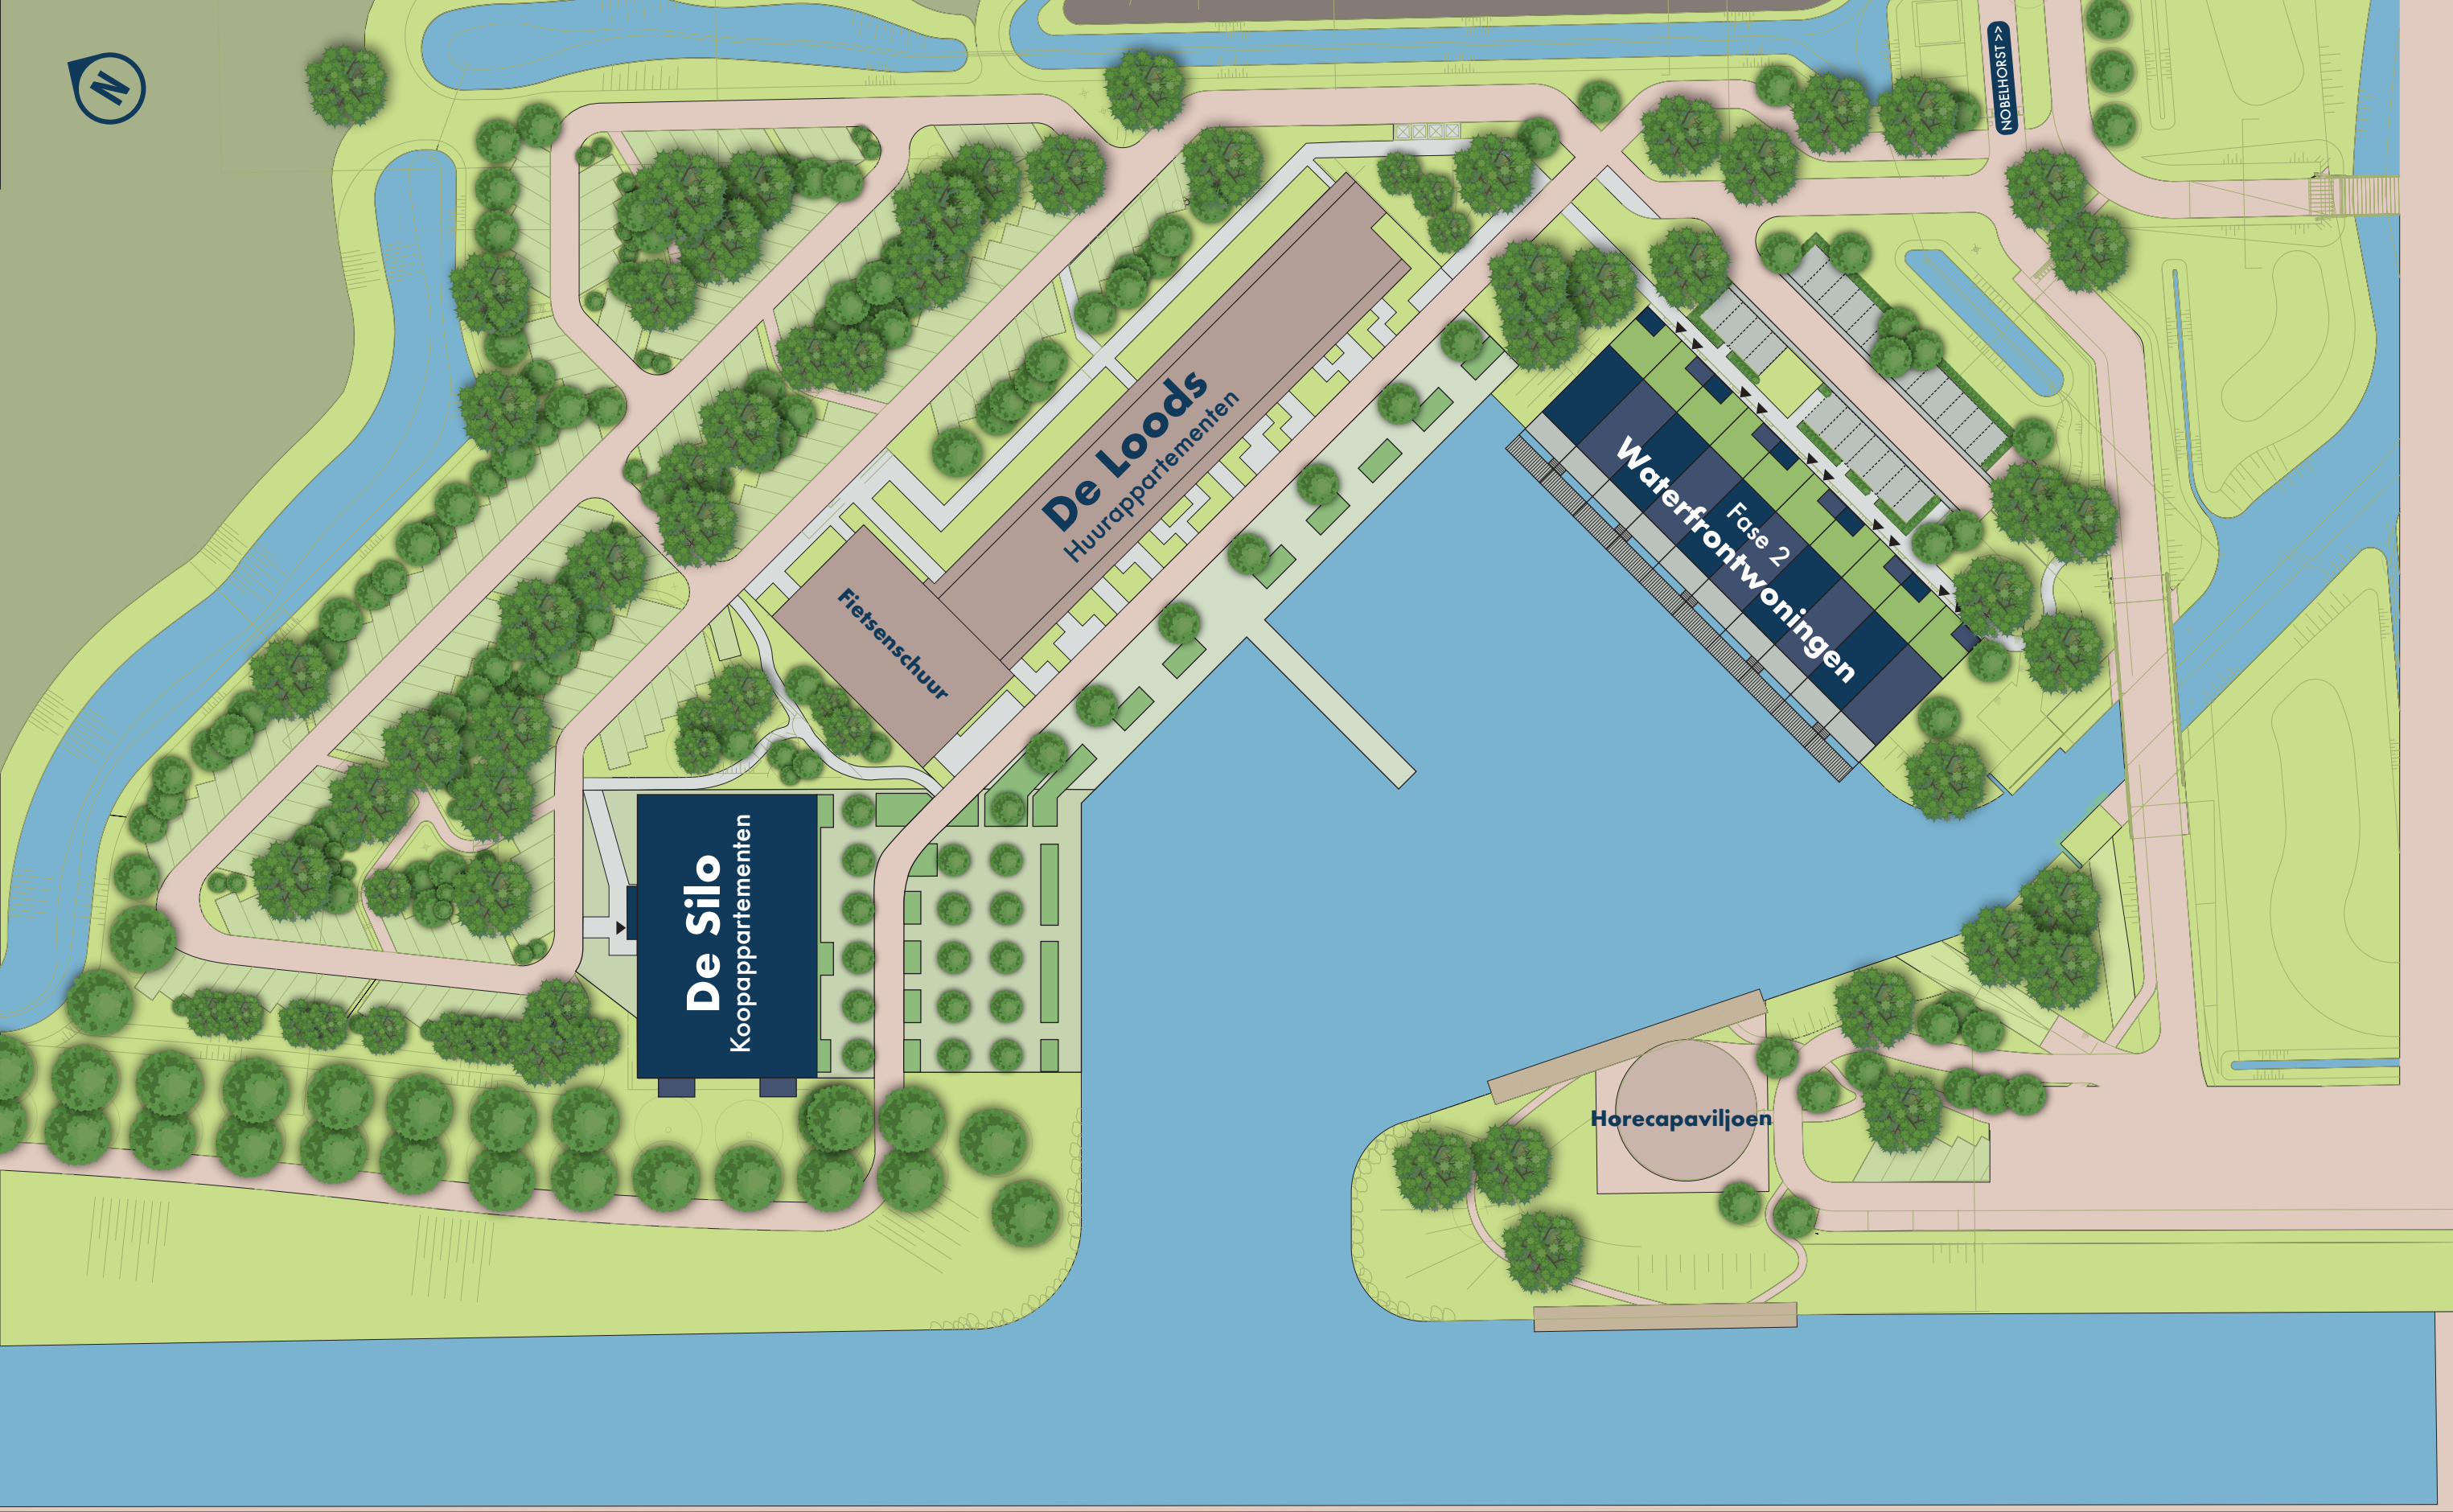 N
NOBELHORST >>
De Loods
Huurappartementen
Fietsenschuur
Fase 2
Waterfrontwoningen
De Silo
Koopappartementen
Horecapaviljoen